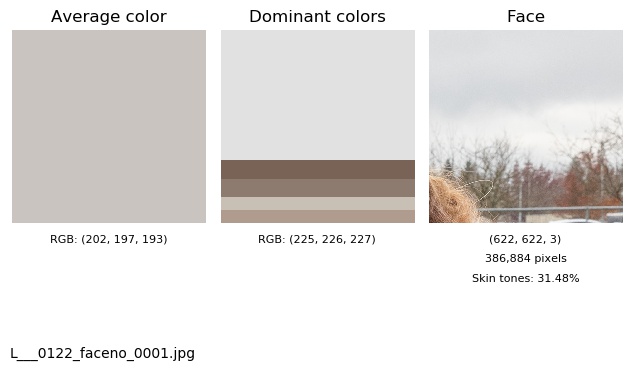 Average color
Dominant colors
Face
RGB: (202, 197, 193)
RGB: (225, 226, 227)
(622, 622, 3)
386,884 pixels
Skin tones: 31.48%
L___0122_faceno_0001.jpg